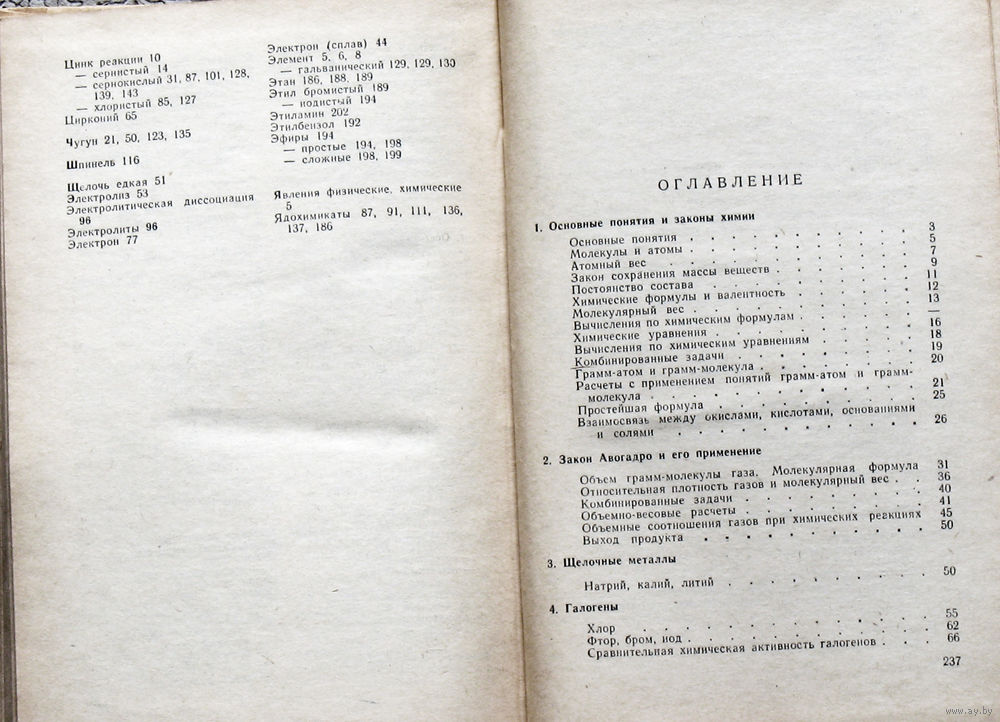 Цинк реакции 10
— сернистый 14
— сернокислый 31, 87, 101, 128,
139, 143
— хлористый 85, 127
Цирконий 65
Чугун 21, 50, 123, 135
Шпинель 116
Щелочь едкая 51
Электролиз 53
Электролитическая диссоциация
96
Электролиты 96
Электрон 77
Электрон (сплав) 44
Элемент 5, 6, 8
— гальванический 129, 129, 130
Этан 186, 188, 189
Этил бромистый 189
— иодистый 194
Этиламин 202
Этилбензол 192
Эфиры 194
— простые 194, 198
— сложные 198, 199
Явления физические, химические
5
Ядохимикаты 87, 91, 111, 136,
137, 186
ОГЛАВЛЕНИЕ
1. Основные понятия и законы химии
Основные понятия . . . . . . . . . . 3
Молекулы и атомы . . . . . . . . . . 5
Атомный вес . . . . . . . . . . 7
Закон сохранения массы веществ . . . . . . . 9
Постоянство состава . . . . . . . . . 11
Химические формулы и валентность . . . . . . 12
Молекулярный вес . . . . . . . . . . 13
Вычисления по химическим формулам . . . . . . —
Химические уравнения . . . . . . . . . 16
Вычисления по химическим уравнениям . . . . . 18
Комбинированные задачи . . . . . . . . 19
Грамм-атом и грамм-молекула . . . . . . . 20
Расчеты с применением понятий грамм-атом и грамм-
молекула . . . . . . . . . . 21
Простейшая формула . . . . . . . . . 25
Взаимосвязь между окислами, кислотами, основаниями
и солями . . . . . . . . . . 26
2. Закон Авогадро и его применение
Объем грамм-молекулы газа. Молекулярная формула 31
Относительная плотность газов и молекулярный вес . . 36
Комбинированные задачи . . . . . . . . 40
Объемно-весовые расчеты . . . . . . . . 41
Объемные соотношения газов при химических реакциях 45
Выход продукта . . . . . . . . . . 50
3. Щелочные металлы
Натрий, калий, литий . . . . . . . . . 50
4. Галогены
Хлор . . . . . . . . . . . 55
Фтор, бром, иод . . . . . . . . . . 62
Сравнительная химическая активность галогенов . . . 66
237
www.ay.by